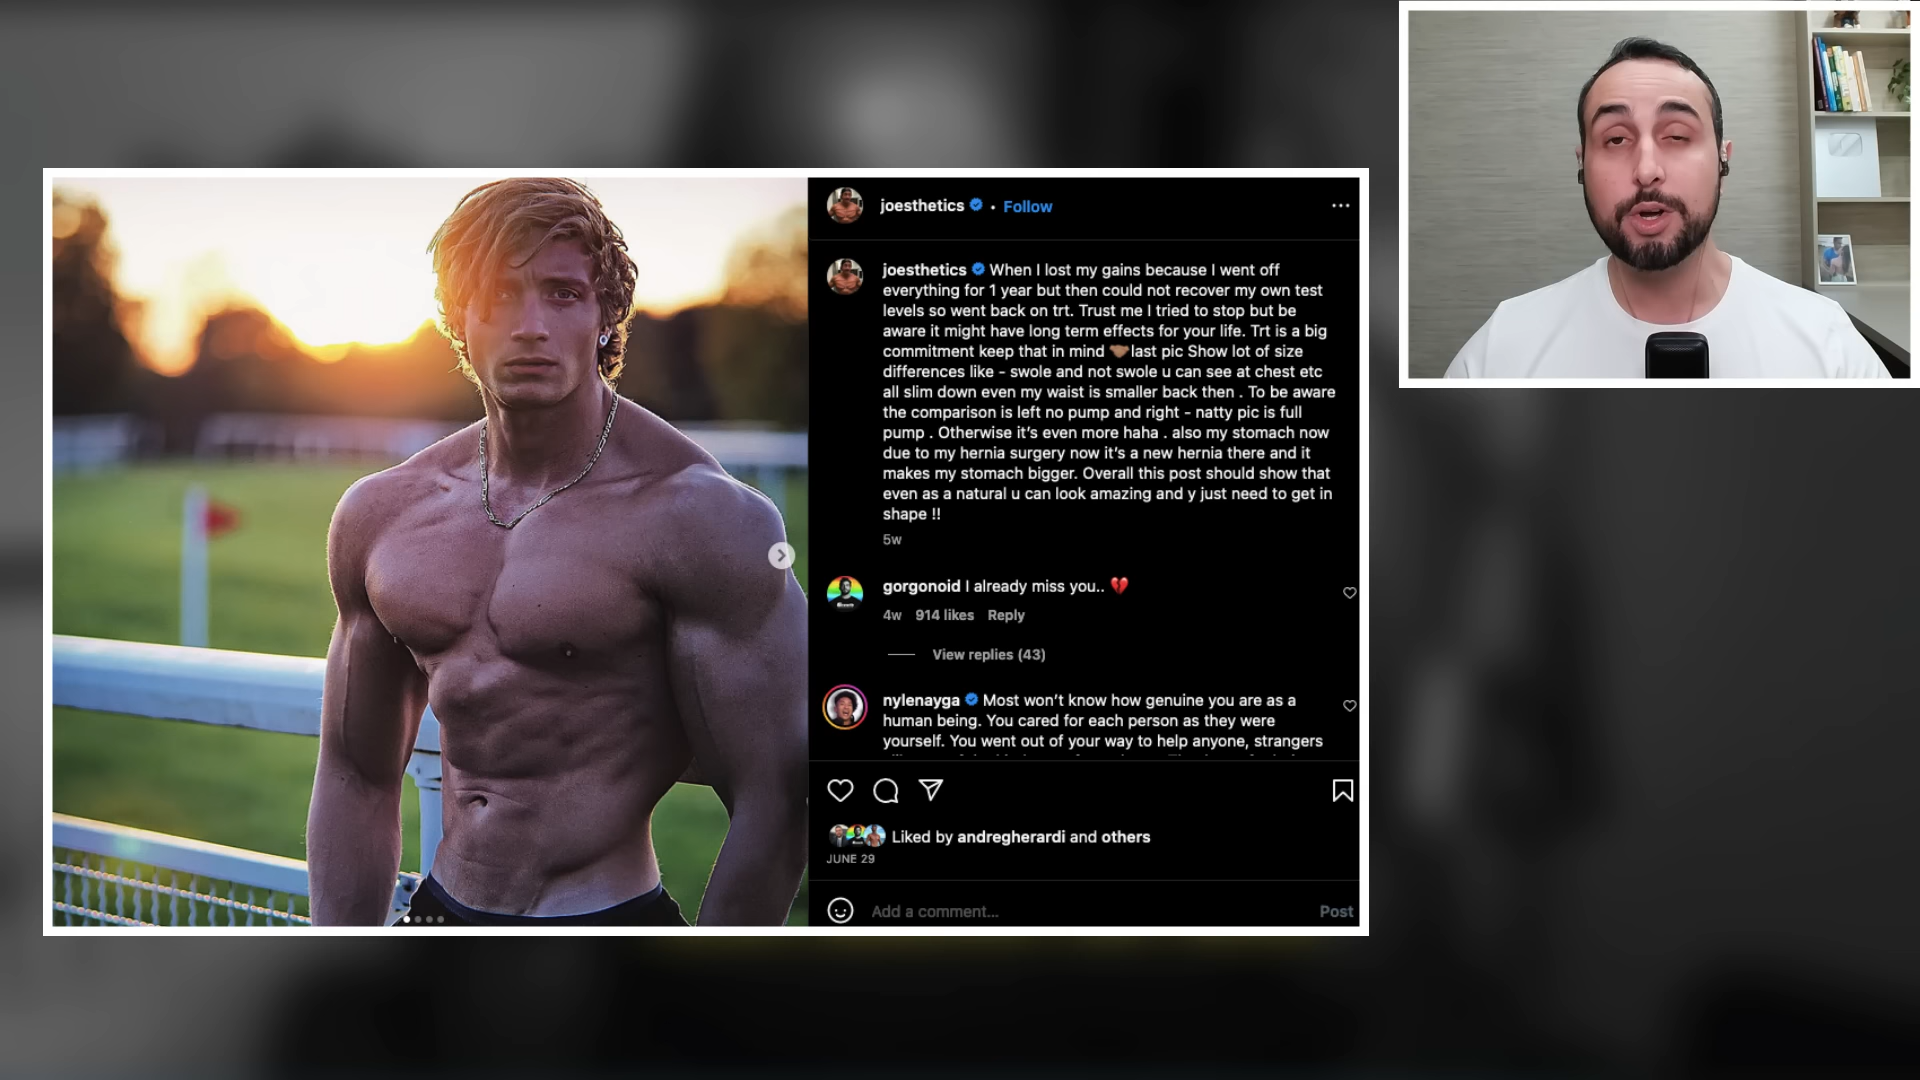 joesthetics • Follow
joesthetics When I lost my gains because I went off
everything for 1 year but then could not recover my own test
levels so went back on trt. Trust me I tried to stop but be
aware it might have long term effects for your life. Trt is a big
commitment keep that in mind 🤝🏽last pic Show lot of size
differences like - swole and not swole u can see at chest etc
all slim down even my waist is smaller back then . To be aware
the comparison is left no pump and right - natty pic is full
pump . Otherwise it's even more haha . also my stomach now
due to my hernia surgery now it's a new hernia there and it
makes my stomach bigger. Overall this post should show that
even as a natural u can look amazing and y just need to get in
shape !!
5w
gorgonoid I already miss you.. 💔
4w 914 likes Reply
View replies (43)
nylenayga Most won't know how genuine you are as a
human being. You cared for each person as they were
yourself. You went out of your way to help anyone, strangers
Liked by andregherardi and others
JUNE 29
Add a comment...
Post